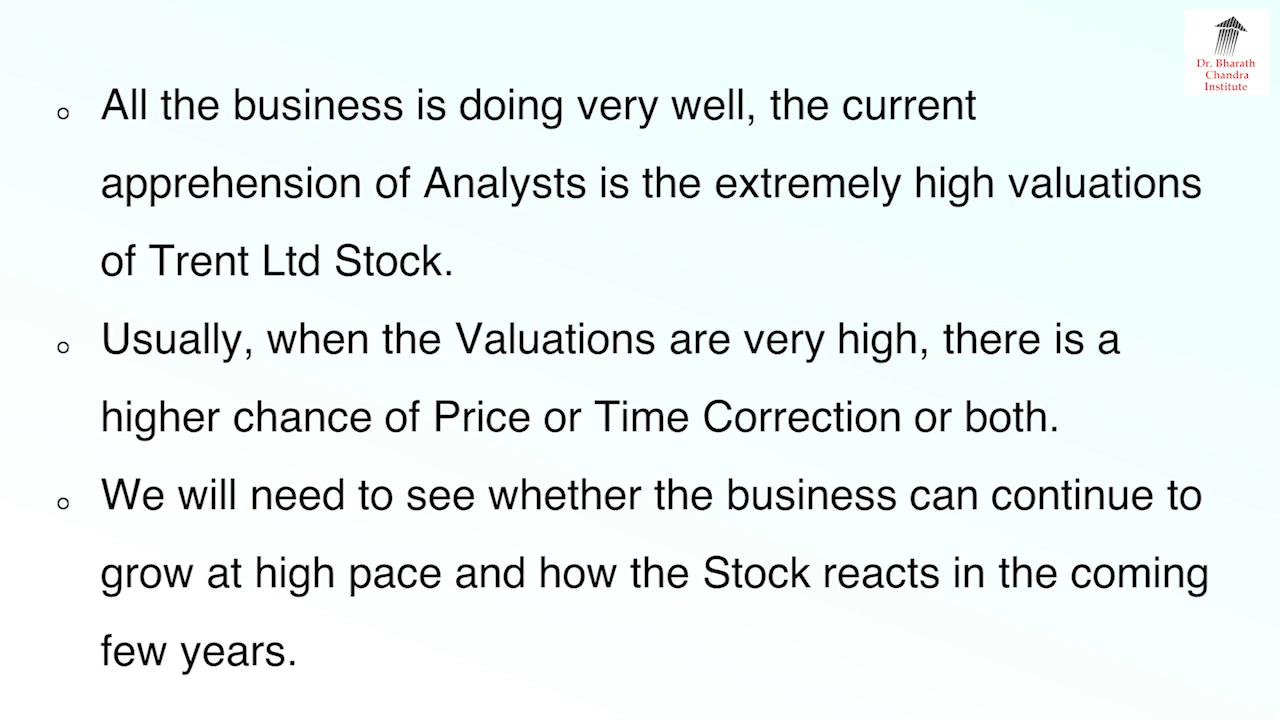 Dr. Bharath
Chandra
Institute
○ All the business is doing very well, the current
apprehension of Analysts is the extremely high valuations
of Trent Ltd Stock.
○ Usually, when the Valuations are very high, there is a
higher chance of Price or Time Correction or both.
○ We will need to see whether the business can continue to
grow at high pace and how the Stock reacts in the coming
few years.